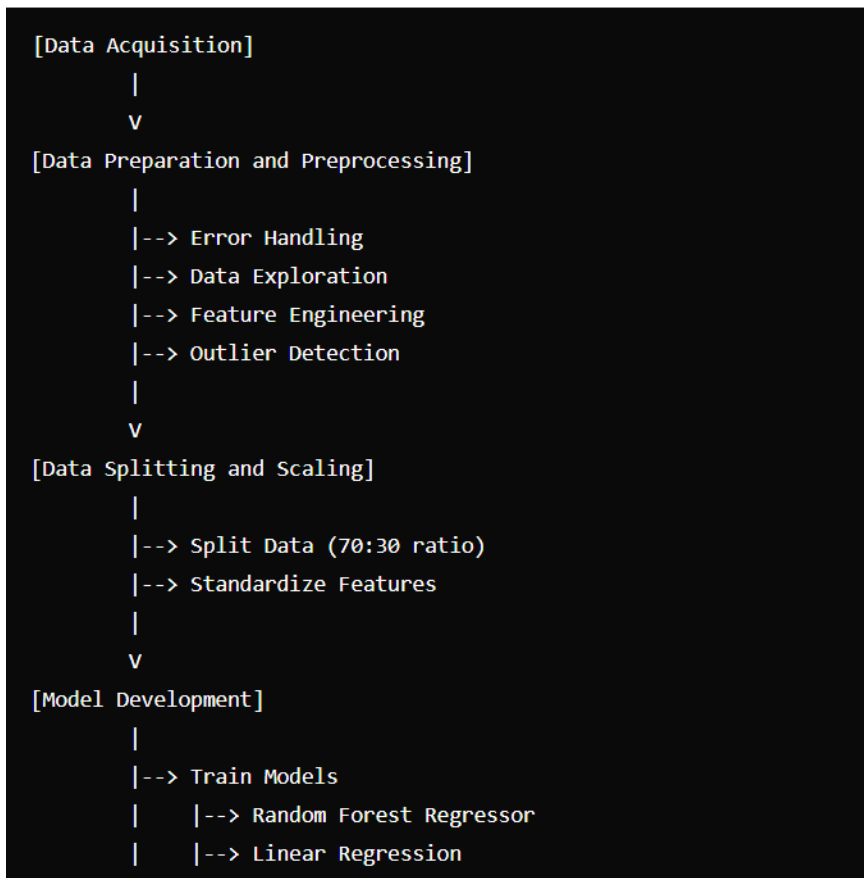 [Data Acquisition]
|
v
[Data Preparation and Preprocessing]
|
|--> Error Handling
|--> Data Exploration
|--> Feature Engineering
|--> Outlier Detection
|
v
[Data Splitting and Scaling]
|
|--> Split Data (70:30 ratio)
|--> Standardize Features
|
v
[Model Development]
|
|--> Train Models
|    |--> Random Forest Regressor
|    |--> Linear Regression